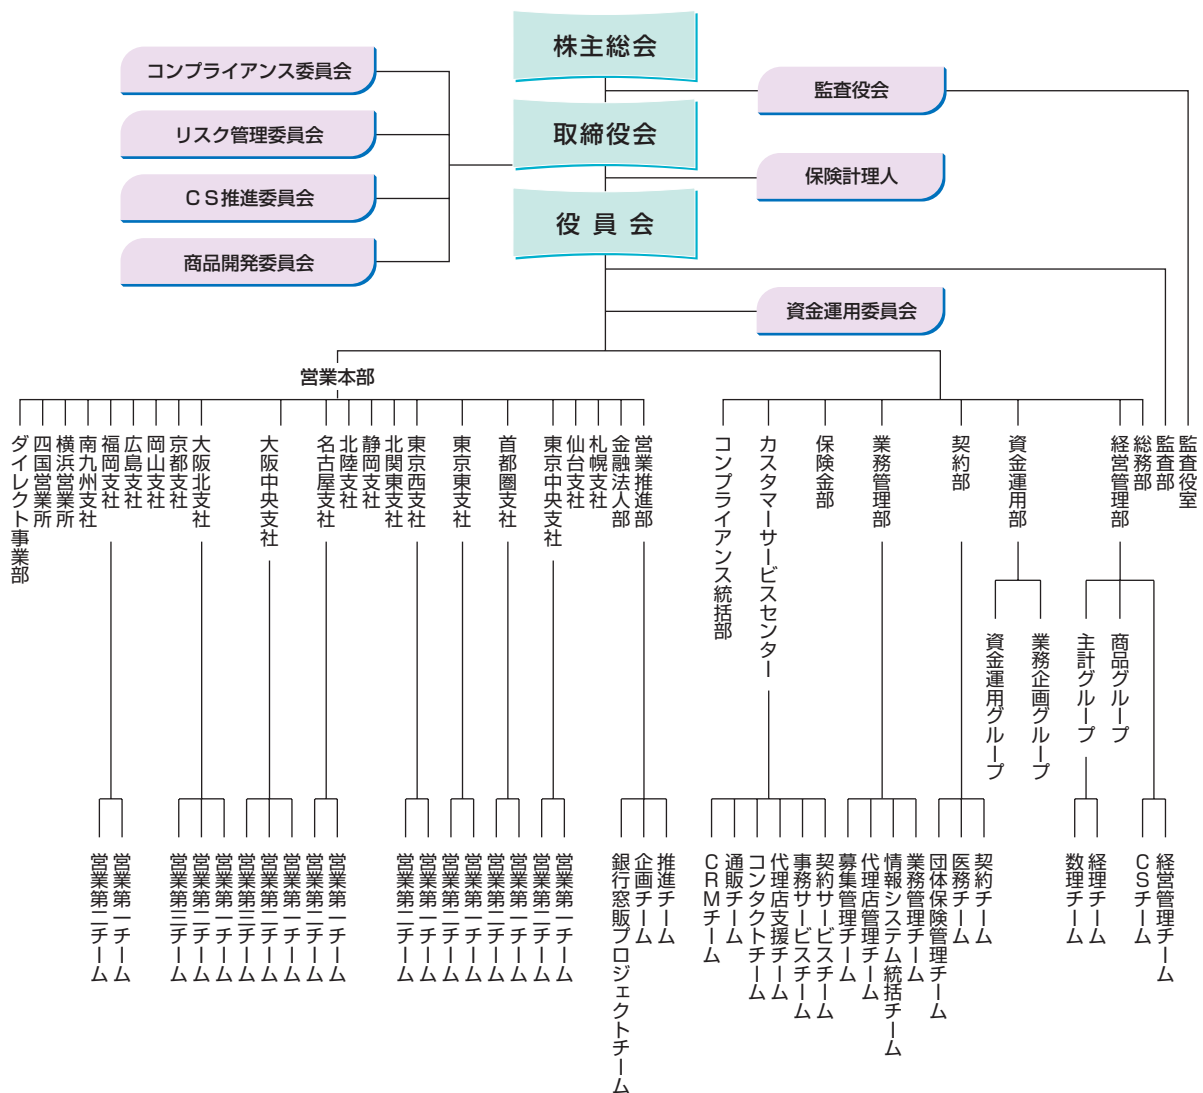 株主総会
コンプライアンス委員会
監査役会
リスク管理委員会
取締役会
保険計理人
ＣＳ推進委員会
役員会
商品開発委員会
資金運用委員会
営業本部
ダイレクト事業部
四国営業所
横浜営業所
南九州支社
福岡支社
広島支社
岡山支社
京都支社
大阪北支社
大阪中央支社
名古屋支社
北陸支社
静岡支社
北関東支社
東京西支社
東京東支社
首都圏支社
東京中央支社
仙台支社
札幌支社
金融法人部
営業推進部
コンプライアンス統括部
カスタマーサービスセンター
保険金部
業務管理部
契約部
資金運用部
経営管理部
総務部
監査部
監査役室
資金運用グループ
業務企画グループ
主計グループ
商品グループ
営業第二チーム
営業第一チーム
営業第三チーム
営業第二チーム
営業第一チーム
営業第三チーム
営業第二チーム
営業第一チーム
営業第二チーム
営業第一チーム
営業第二チーム
営業第一チーム
営業第二チーム
営業第一チーム
営業第二チーム
営業第一チーム
営業第二チーム
営業第一チーム
銀行窓販プロジェクトチーム
企画チーム
推進チーム
ＣＲＭチーム
通販チーム
コンタクトチーム
代理店支援チーム
事務サービスチーム
契約サービスチーム
募集管理チーム
代理店管理チーム
情報システム統括チーム
業務管理チーム
団体保険管理チーム
医務チーム
契約チーム
数理チーム
経理チーム
ＣＳチーム
経営管理チーム